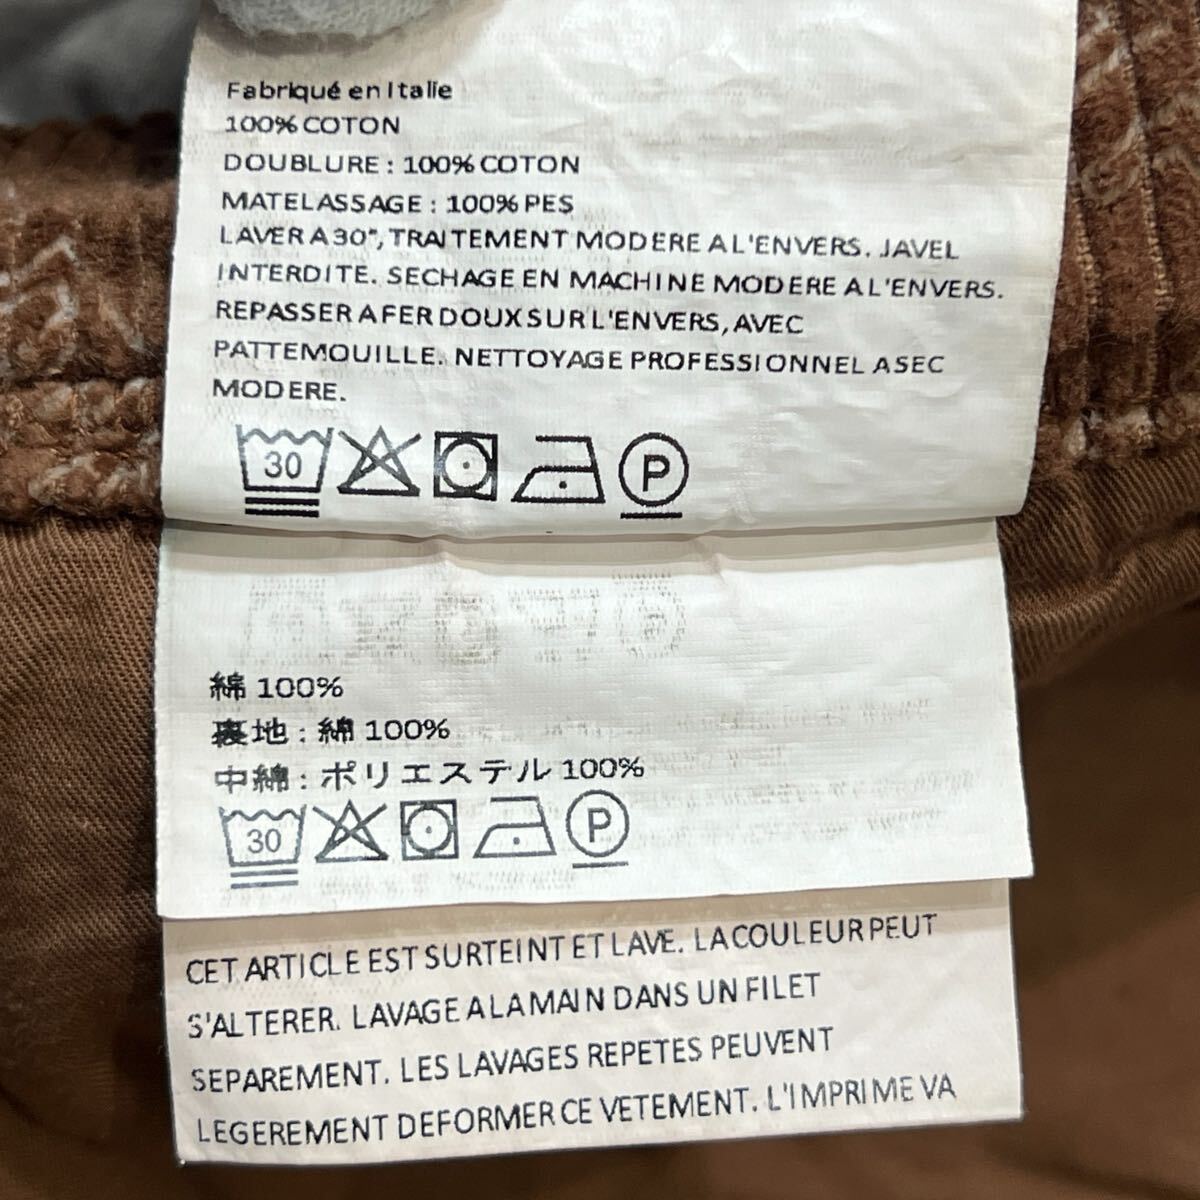 Fabriqué en Italie
100% COTON
DOUBLURE : 100% COTON
MATELASSAGE : 100% PES
LAVER A 30°, TRAITEMENT MODERE A L'ENVERS. JAVEL
INTERDITE. SECHAGE EN MACHINE MODERE A L'ENVERS.
REPASSER A FER DOUX SUR L'ENVERS, AVEC
PATTEMOUILLE. NETTOYAGE PROFESSIONNEL A SEC
MODERE.
30 P
綿 100%
裏地 : 綿 100%
中綿 : ポリエステル 100%
30 P
CET ARTICLE EST SURTEINT ET LAVE. LA COULEUR PEUT
S'ALTERER. LAVAGE A LA MAIN DANS UN FILET
SEPAREMENT. LES LAVAGES REPETES PEUVENT
LEGEREMENT DEFORMER CE VETEMENT. L'IMPRIME VA